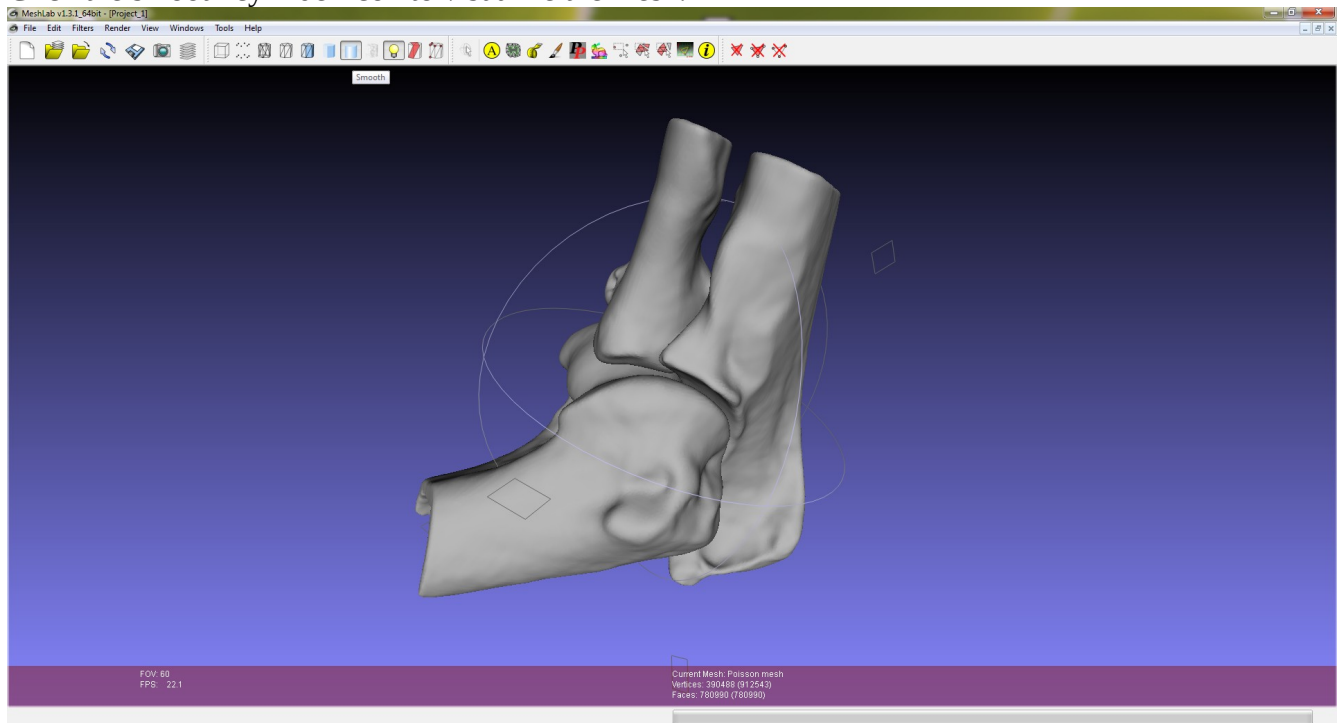 MeshLab v1.3.1_64bit - [Project_1]
File Edit Filters Render View Windows Tools Help
A
i
Smooth
FOV: 60
FPS: 22.1
Current Mesh: Poisson mesh
Vertices: 390488 (912543)
Faces: 780990 (780990)